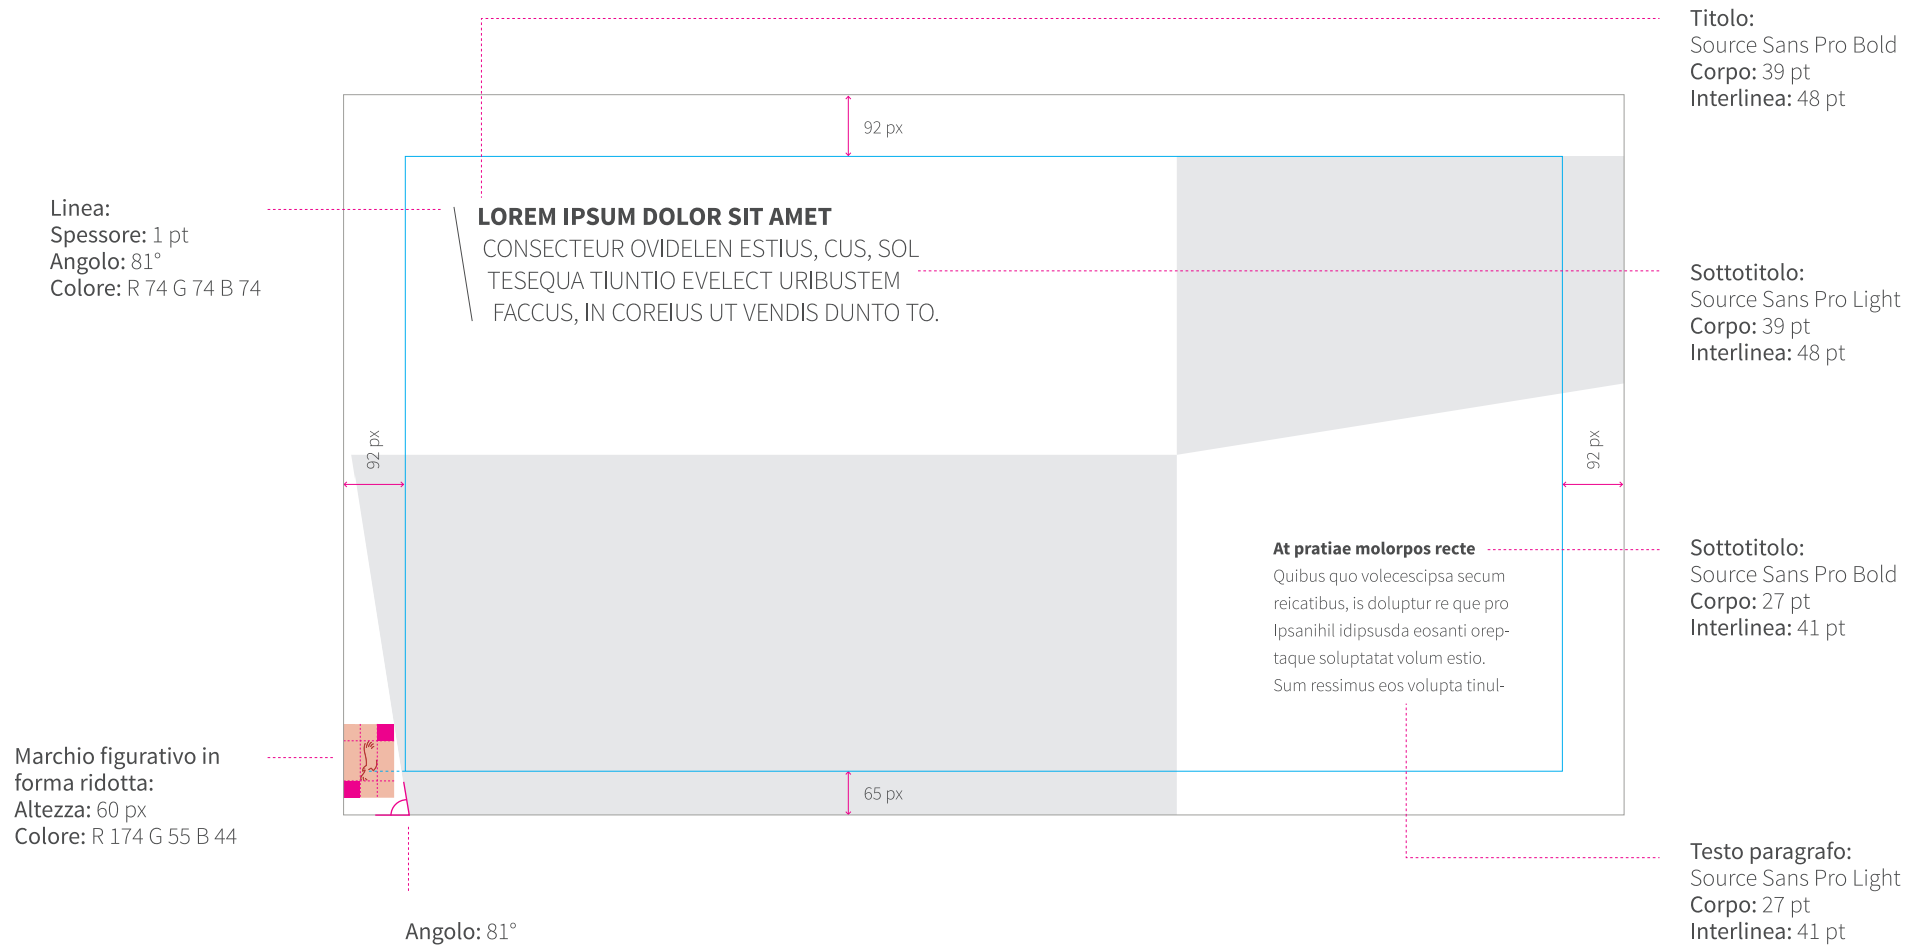 Titolo:
Source Sans Pro Bold
Corpo: 39 pt
Interlinea: 48 pt
92 px
Linea:
Spessore: 1 pt
Angolo: 81°
Colore: R 74 G 74 B 74
LOREM IPSUM DOLOR SIT AMET
CONSECTEUR OVIDELEN ESTIUS, CUS, SOL
TESEQUA TIUNTIO EVELECT URIBUSTEM
FACCUS, IN COREIUS UT VENDIS DUNTO TO.
Sottotitolo:
Source Sans Pro Light
Corpo: 39 pt
Interlinea: 48 pt
92 px
92 px
At pratiae molorpos recte
Quibus quo volecescipsa secum
reicatibus, is doluptur re que pro
Ipsanihil idipsusda eosanti orep-
taque soluptatat volum estio.
Sum ressimus eos volupta tinul-
Sottotitolo:
Source Sans Pro Bold
Corpo: 27 pt
Interlinea: 41 pt
Marchio figurativo in
forma ridotta:
Altezza: 60 px
Colore: R 174 G 55 B 44
65 px
Angolo: 81°
Testo paragrafo:
Source Sans Pro Light
Corpo: 27 pt
Interlinea: 41 pt